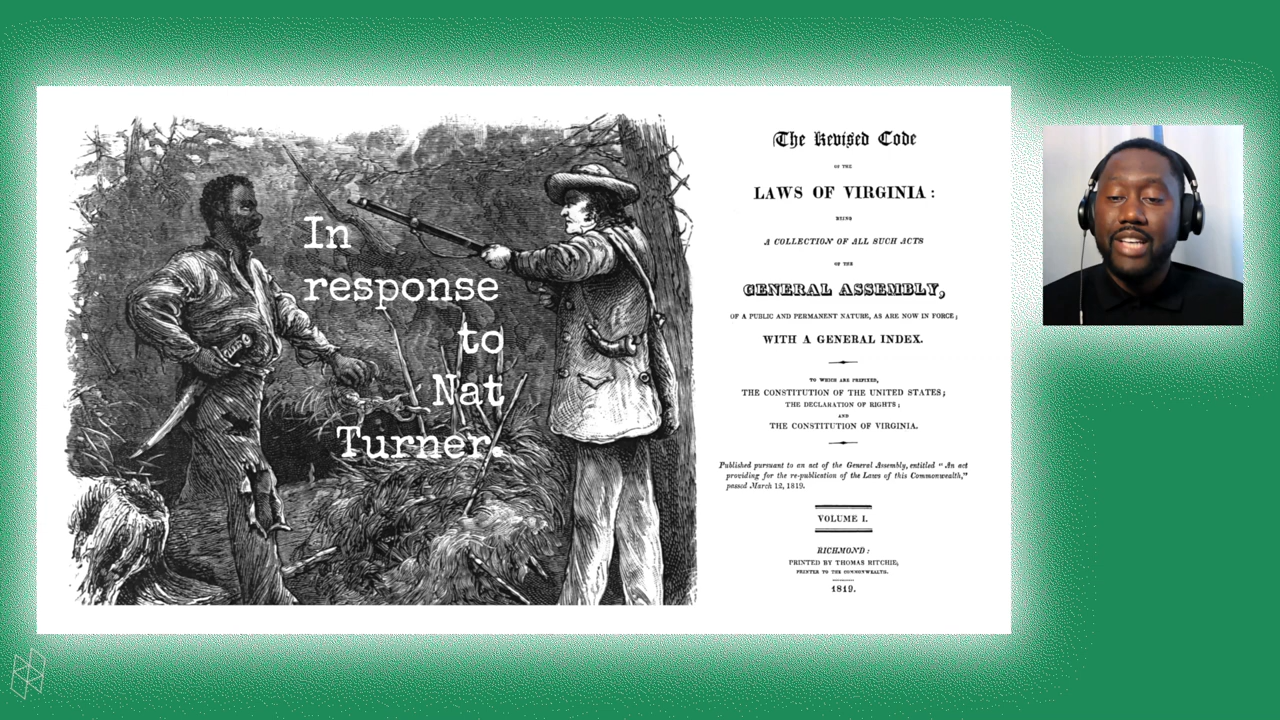 In
response
to
Nat
Turner.
The Revised Code
OF THE
LAWS OF VIRGINIA:
BEING
A COLLECTION OF ALL SUCH ACTS
OF THE
GENERAL ASSEMBLY,
OF A PUBLIC AND PERMANENT NATURE, AS ARE NOW IN FORCE;
WITH A GENERAL INDEX.
TO WHICH ARE PREFIXED,
THE CONSTITUTION OF THE UNITED STATES;
THE DECLARATION OF RIGHTS;
AND
THE CONSTITUTION OF VIRGINIA.
Published pursuant to an act of the General Assembly, entitled "An act
providing for the re-publication of the Laws of this Commonwealth,"
passed March 12, 1819.
VOLUME I.
RICHMOND:
PRINTED BY THOMAS RITCHIE,
PRINTER TO THE COMMONWEALTH.
1819.